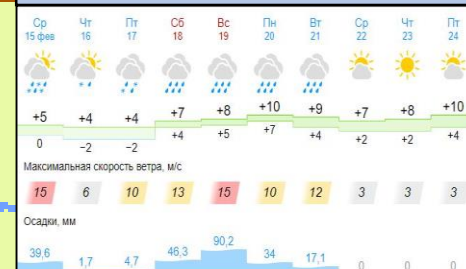 Ср Чт Пт Сб Вс Пн Вт Ср Чт Пт
15 фев 16 17 18 19 20 21 22 23 24
+5 +4 +4 +7 +8 +10 +9 +7 +8 +10
0 −2 −2 +4 +5 +7 +4 +2 +2 +4
Максимальная скорость ветра, м/с
15 6 10 13 15 10 12 3 3 3
Осадки, мм
39,6 1,7 4,7 46,3 90,2 34 17,1 0 0 0